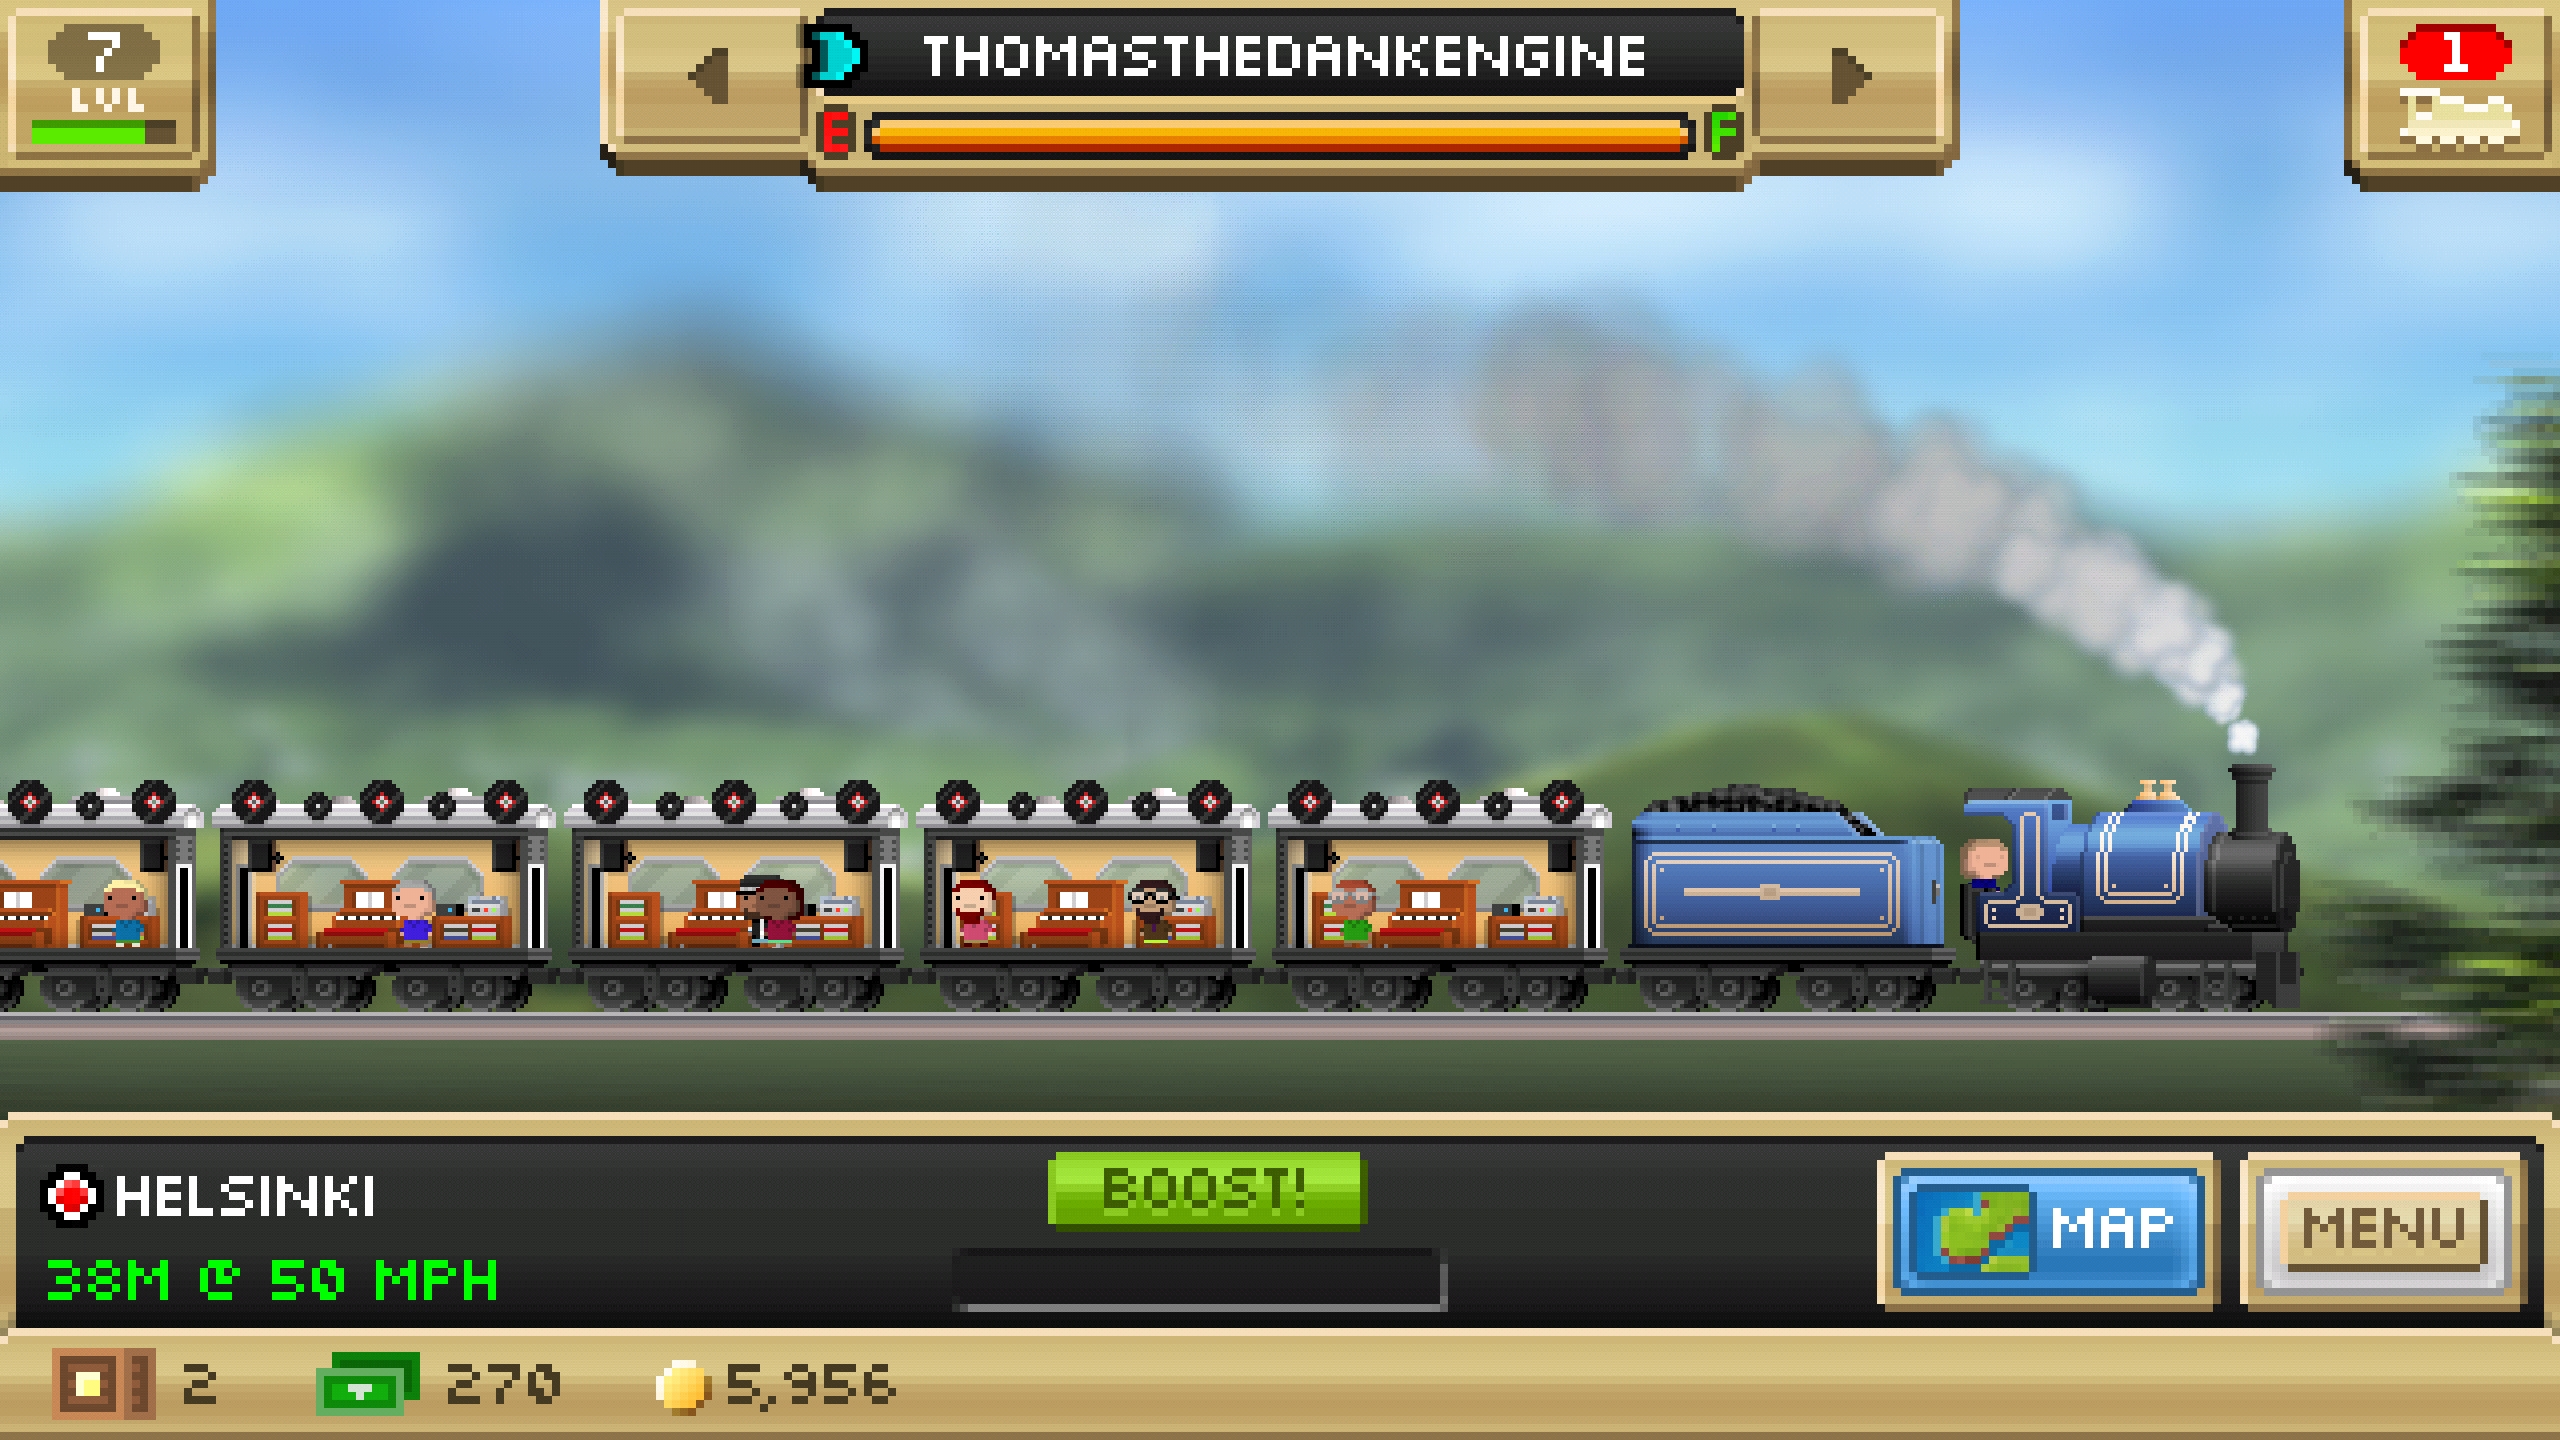 7
LVL
THOMASTHEDANKENGINE
E F
1
HELSINKI
38M @ 50 MPH
BOOST!
MAP
MENU
2
270
5,956